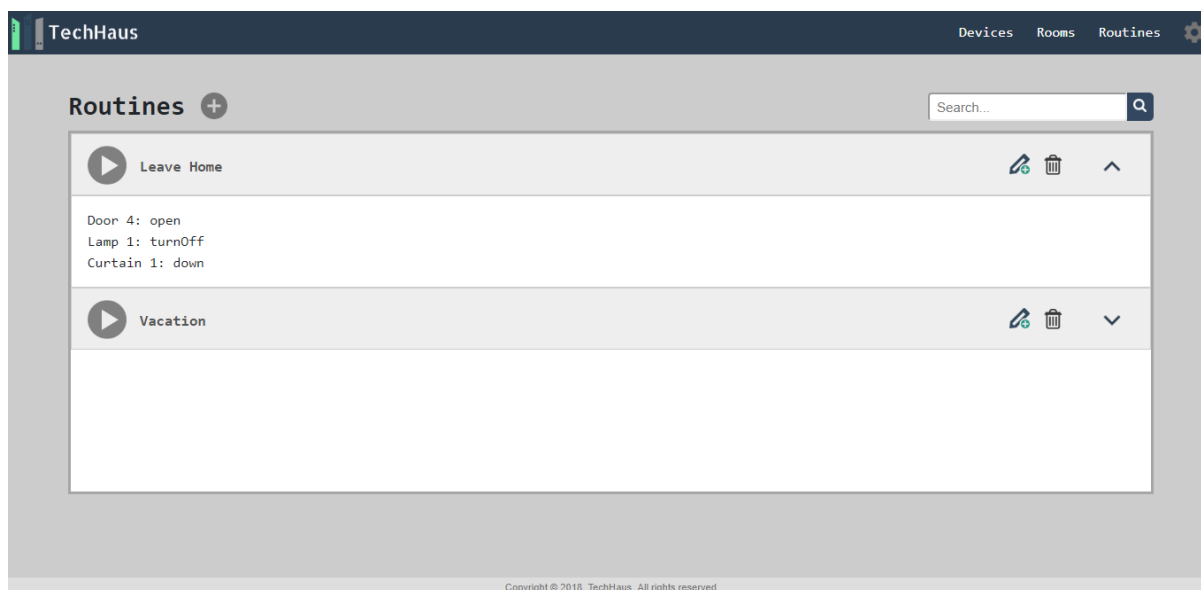 TechHaus
Devices Rooms Routines
Routines
Search...
Leave Home
Door 4: open
Lamp 1: turnOff
Curtain 1: down
Vacation
Copyright © 2018, TechHaus. All rights reserved